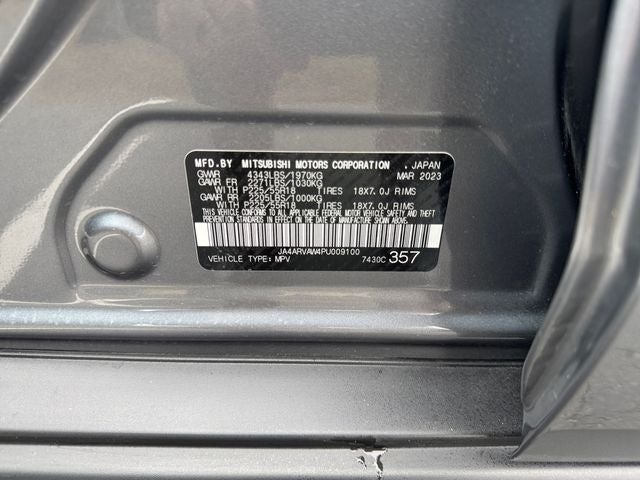 MFD.BY MITSUBISHI MOTORS CORPORATION , JAPAN
GVWR 4343LBS/1970KG MAR 2023
GAWR FR 2271LBS/1030KG
WITH P225/55R18 TIRES 18X7.0J RIMS
GAWR RR 2205LBS/1000KG
WITH P225/55R18 TIRES 18X7.0J RIMS
THIS VEHICLE CONFORMS TO ALL APPLICABLE FEDERAL MOTOR VEHICLE
SAFETY, BUMPER, AND THEFT PREVENTION STANDARDS IN
EFFECT ON THE DATE OF MANUFACTURE SHOWN ABOVE.
JA4ARVAW4PU009100
VEHICLE TYPE:MPV 7430C 357